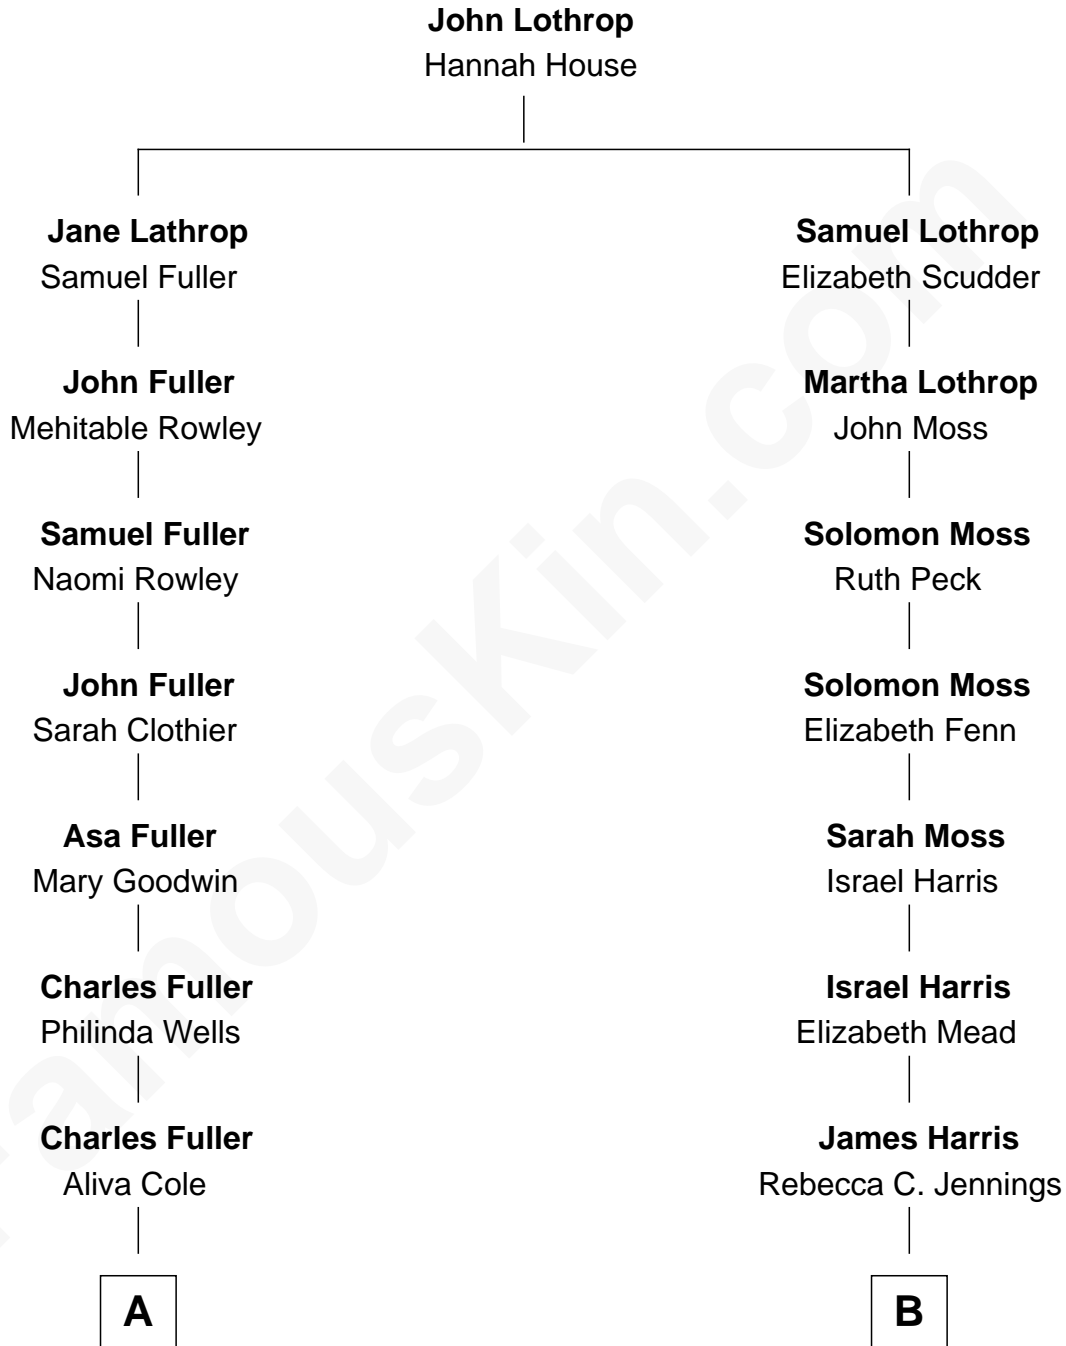 John Lothrop
Hannah House
Jane Lathrop
Samuel Fuller
Samuel Lothrop
Elizabeth Scudder
John Fuller
Mehitable Rowley
Martha Lothrop
John Moss
Samuel Fuller
Naomi Rowley
Solomon Moss
Ruth Peck
John Fuller
Sarah Clothier
Solomon Moss
Elizabeth Fenn
Asa Fuller
Mary Goodwin
Sarah Moss
Israel Harris
Charles Fuller
Philinda Wells
Israel Harris
Elizabeth Mead
Charles Fuller
Aliva Cole
James Harris
Rebecca C. Jennings
A
B
FamousKin.com